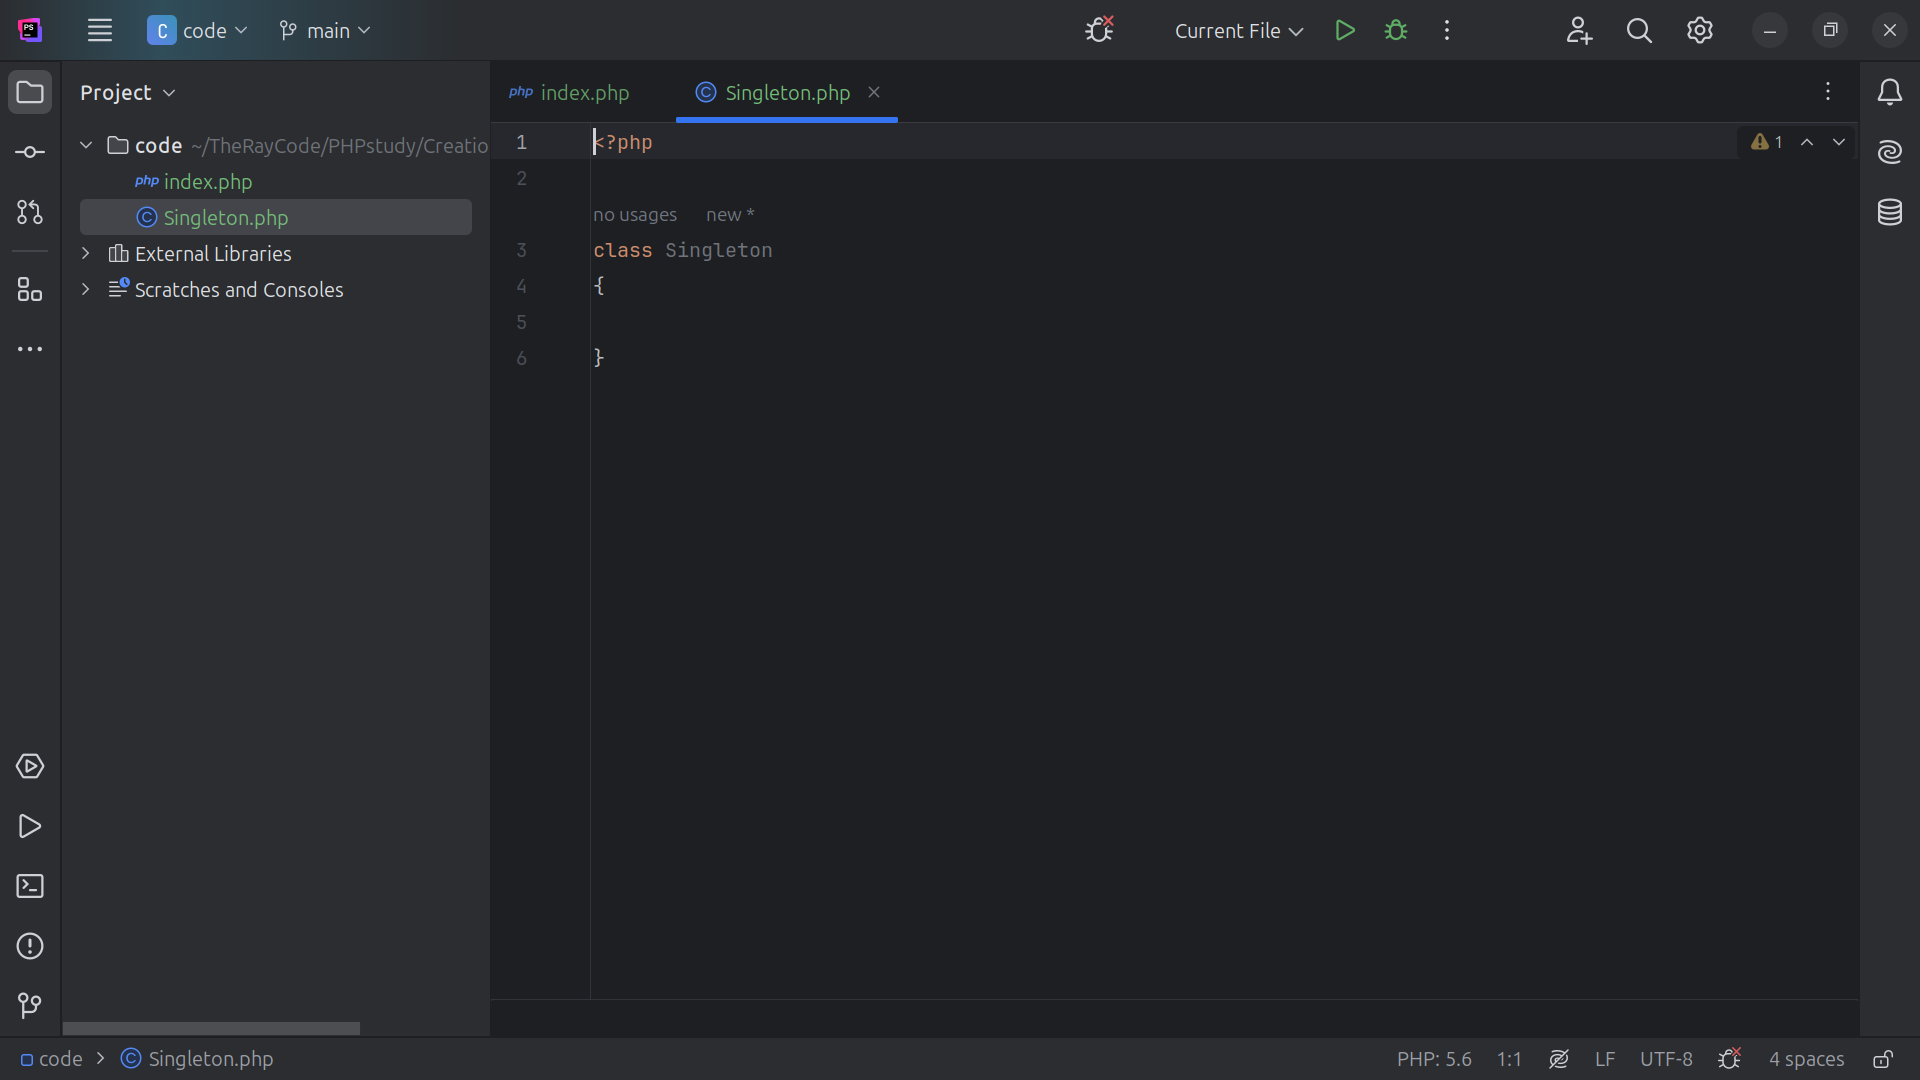 PS
C code
main
Current File
Project
code ~/TheRayCode/PHPstudy/Creatio
php index.php
C Singleton.php
External Libraries
Scratches and Consoles
php index.php
C Singleton.php
1 <?php
1
2
no usages new *
3 class Singleton
4 {
5
6 }
code > C Singleton.php
PHP: 5.6
1:1
LF
UTF-8
4 spaces